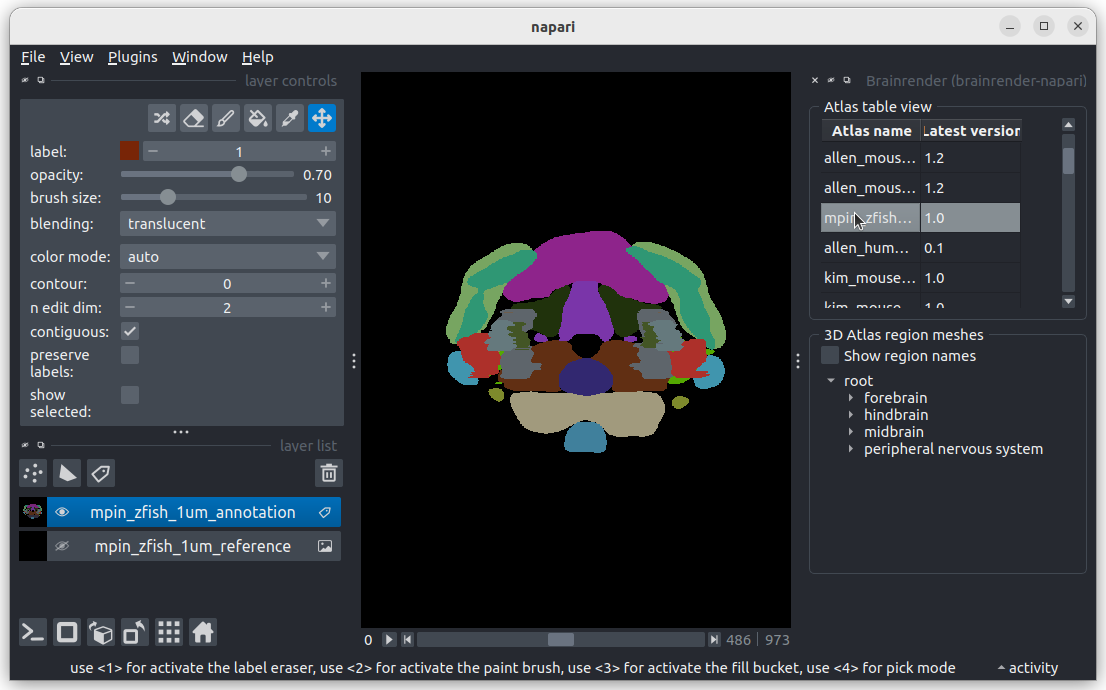 napari
File View Plugins Window Help
layer controls
label: 1
opacity: 0.70
brush size: 10
blending: translucent
color mode: auto
contour: 0
n edit dim: 2
contiguous:
preserve
labels:
show
selected:
layer list
mpin_zfish_1um_annotation
mpin_zfish_1um_reference
0 486 973
Brainrender (brainrender-napari)
Atlas table view
Atlas name Latest version
allen_mous... 1.2
allen_mous... 1.2
mpin_zfish... 1.0
allen_hum... 0.1
kim_mouse... 1.0
kim_mouse... 1.0
3D Atlas region meshes
Show region names
root
forebrain
hindbrain
midbrain
peripheral nervous system
use <1> for activate the label eraser, use <2> for activate the paint brush, use <3> for activate the fill bucket, use <4> for pick mode
activity